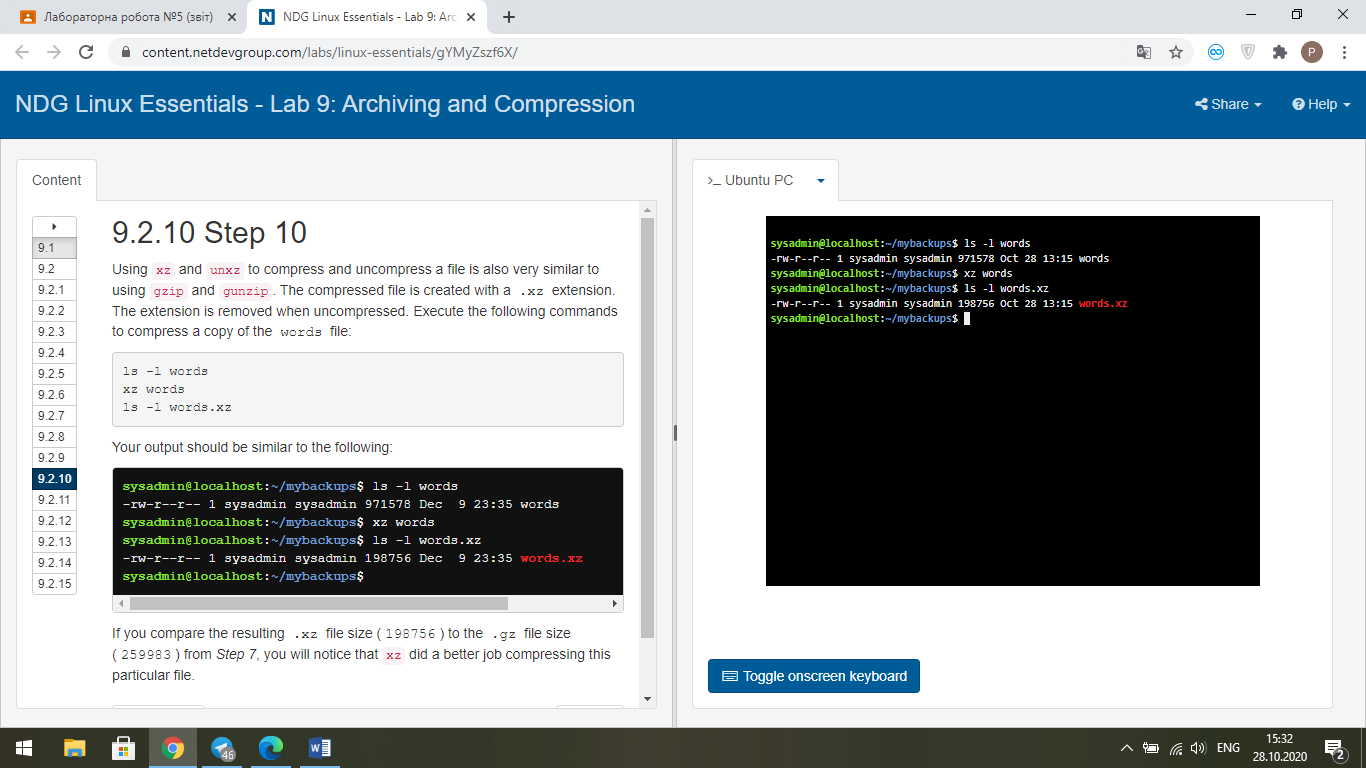 Лабораторна робота №5 (звіт)
NDG Linux Essentials - Lab 9: Arc
content.netdevgroup.com/labs/linux-essentials/gYMyZszf6X/
P
NDG Linux Essentials - Lab 9: Archiving and Compression
Share
Help
Content
9.1
9.2
9.2.1
9.2.2
9.2.3
9.2.4
9.2.5
9.2.6
9.2.7
9.2.8
9.2.9
9.2.10
9.2.11
9.2.12
9.2.13
9.2.14
9.2.15
9.2.10 Step 10
Using xz and unxz to compress and uncompress a file is also very similar to
using gzip and gunzip. The compressed file is created with a .xz extension.
The extension is removed when uncompressed. Execute the following commands
to compress a copy of the words file:
ls -l words
xz words
ls -l words.xz
Your output should be similar to the following:
sysadmin@localhost:~/mybackups$ ls -l words
-rw-r--r-- 1 sysadmin sysadmin 971578 Dec  9 23:35 words
sysadmin@localhost:~/mybackups$ xz words
sysadmin@localhost:~/mybackups$ ls -l words.xz
-rw-r--r-- 1 sysadmin sysadmin 198756 Dec  9 23:35 words.xz
sysadmin@localhost:~/mybackups$
If you compare the resulting .xz file size ( 198756 ) to the .gz file size
( 259983 ) from Step 7, you will notice that xz did a better job compressing this
particular file.
>_ Ubuntu PC
sysadmin@localhost:~/mybackups$ ls -l words
-rw-r--r-- 1 sysadmin sysadmin 971578 Oct 28 13:15 words
sysadmin@localhost:~/mybackups$ xz words
sysadmin@localhost:~/mybackups$ ls -l words.xz
-rw-r--r-- 1 sysadmin sysadmin 198756 Oct 28 13:15 words.xz
sysadmin@localhost:~/mybackups$
Toggle onscreen keyboard
46
ENG
15:32
28.10.2020
2